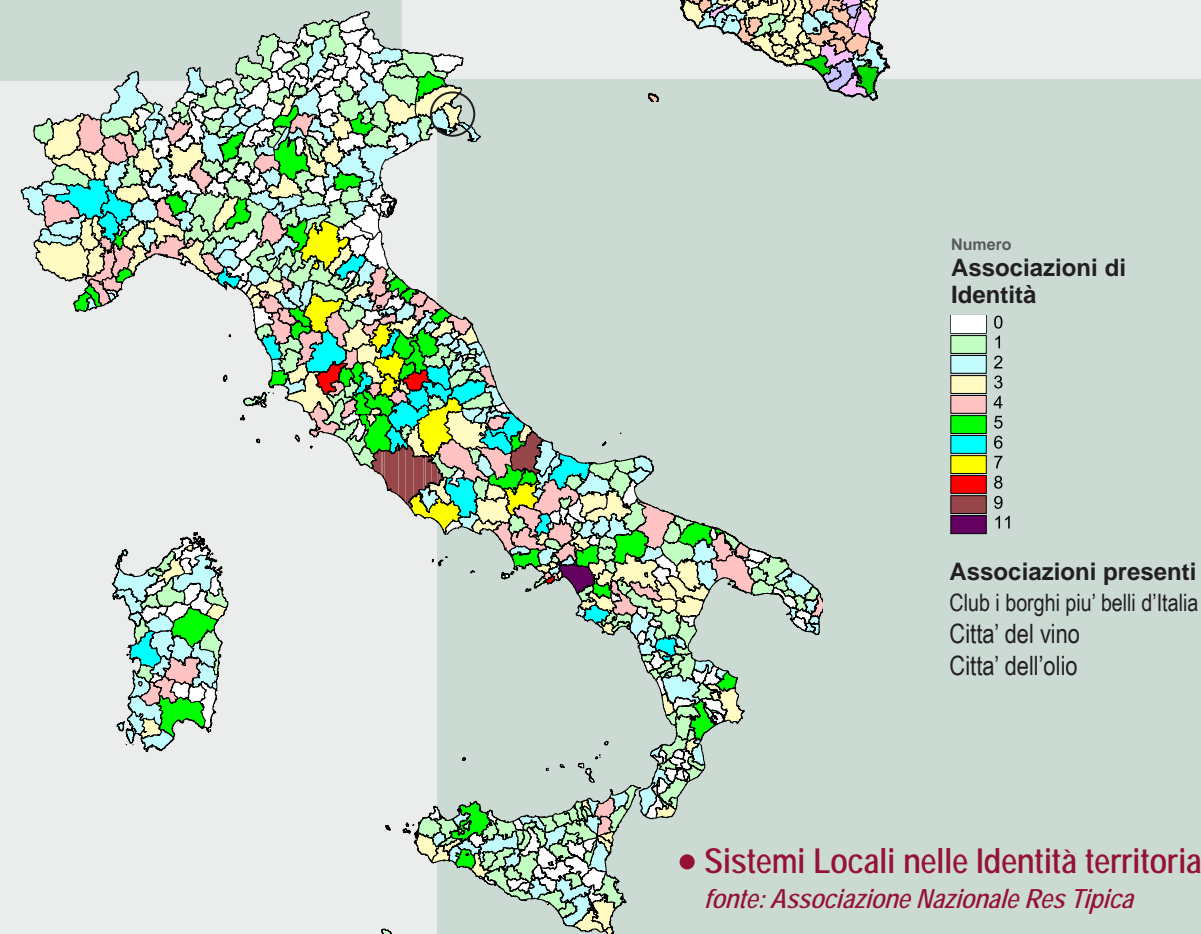 Numero
Associazioni di
Identità
0
1
2
3
4
5
6
7
8
9
11
Associazioni presenti
Club i borghi piu’ belli d’Italia
Citta’ del vino
Citta’ dell’olio
• Sistemi Locali nelle Identità territoria
fonte: Associazione Nazionale Res Tipica